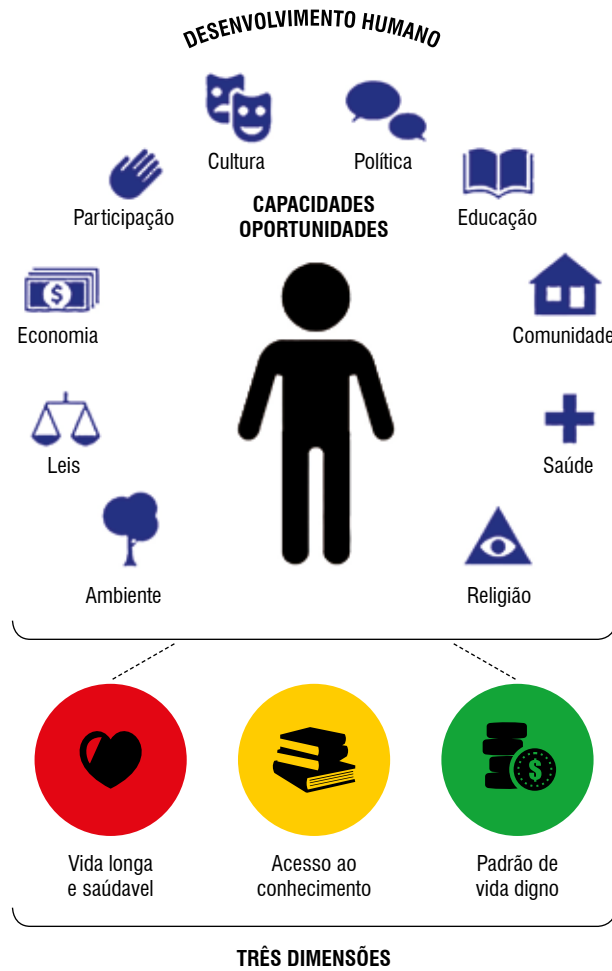 DESENVOLVIMENTO HUMANO
Cultura
Política
Participação
Educação
CAPACIDADES
OPORTUNIDADES
$
Economia
Comunidade
Leis
Saúde
Ambiente
Religião
$
Vida longa
e saúdavel
Acesso ao
conhecimento
Padrão de
vida digno
TRÊS DIMENSÕES